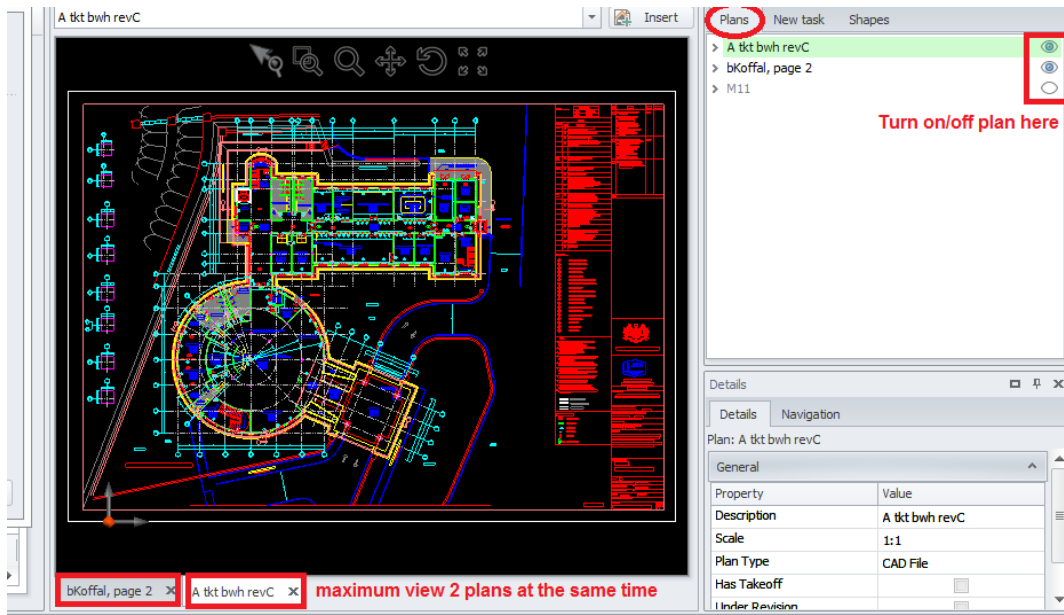 A tkt bwh revC
Insert
Plans New task Shapes
A tkt bwh revC
bKoffal, page 2
M11
Turn on/off plan here
Details
Details Navigation
Plan: A tkt bwh revC
General
Property Value
Description A tkt bwh revC
Scale 1:1
Plan Type CAD File
Has Takeoff
Under Revision
bKoffal, page 2 A tkt bwh revC maximum view 2 plans at the same time